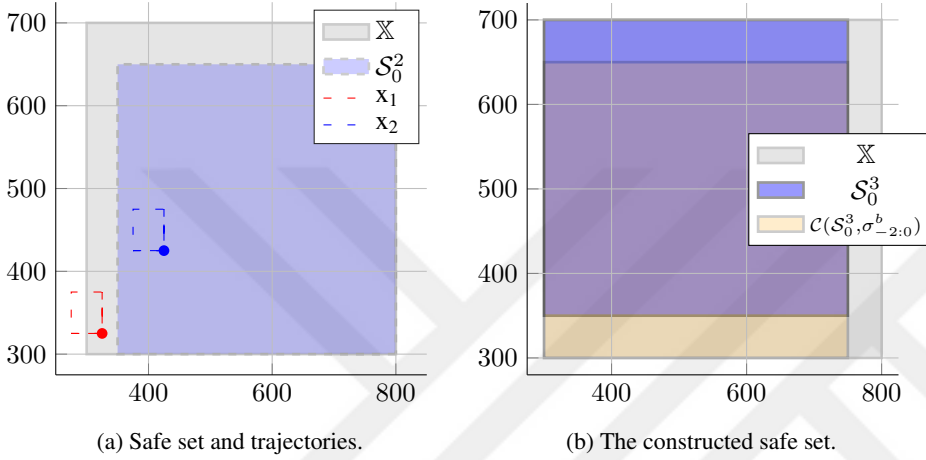 700
600
500
400
300
400
600
800
𝕏
𝒮₀²
x₁
x₂
(a) Safe set and trajectories.
700
600
500
400
300
400
600
800
𝕏
𝒮₀³
𝒞(𝒮₀³,σᵇ₋₂:₀)
(b) The constructed safe set.